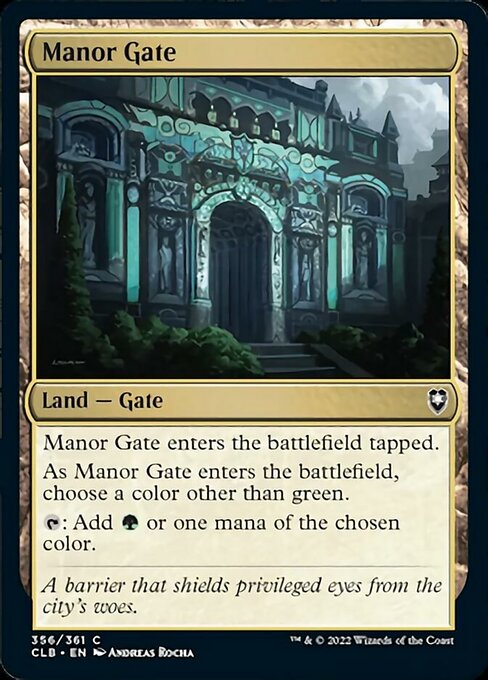 Manor Gate
Land — Gate
Manor Gate enters the battlefield tapped.
As Manor Gate enters the battlefield,
choose a color other than green.
: Add or one mana of the chosen
color.
A barrier that shields privileged eyes from the
city's woes.
356/361 C
™ & © 2022 Wizards of the Coast
CLB • EN Andreas Rocha